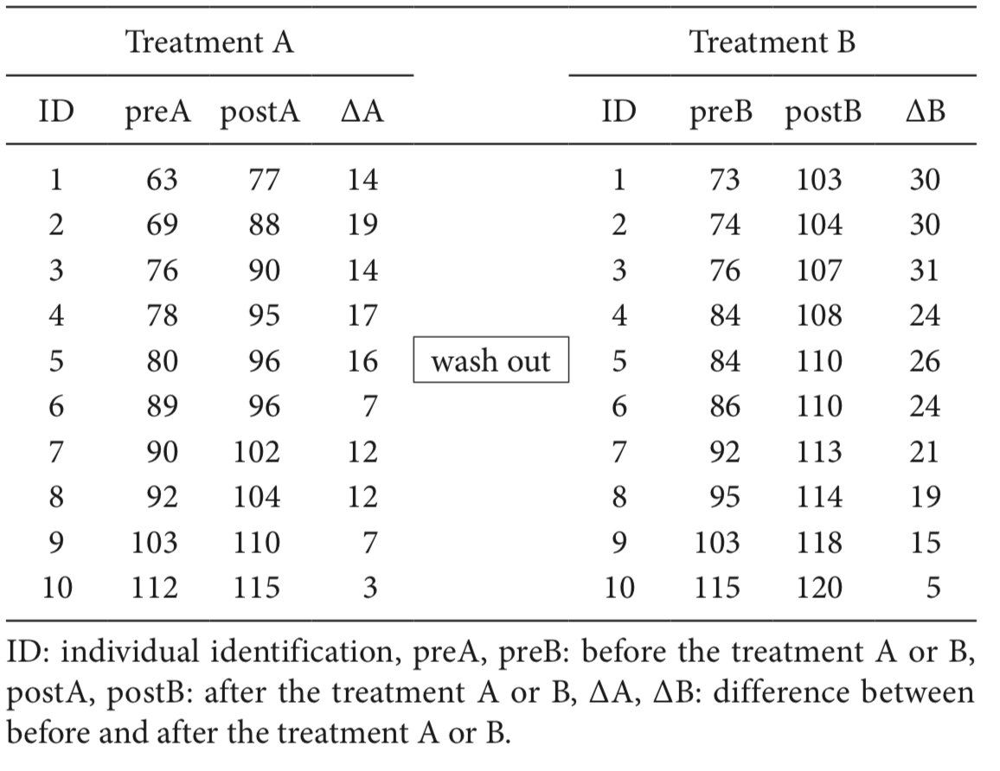 Treatment A Treatment B
ID preA postA ΔA ID preB postB ΔB
1 63 77 14 1 73 103 30
2 69 88 19 2 74 104 30
3 76 90 14 3 76 107 31
4 78 95 17 4 84 108 24
5 80 96 16 wash out 5 84 110 26
6 89 96 7 6 86 110 24
7 90 102 12 7 92 113 21
8 92 104 12 8 95 114 19
9 103 110 7 9 103 118 15
10 112 115 3 10 115 120 5
ID: individual identification, preA, preB: before the treatment A or B,
postA, postB: after the treatment A or B, ΔA, ΔB: difference between
before and after the treatment A or B.